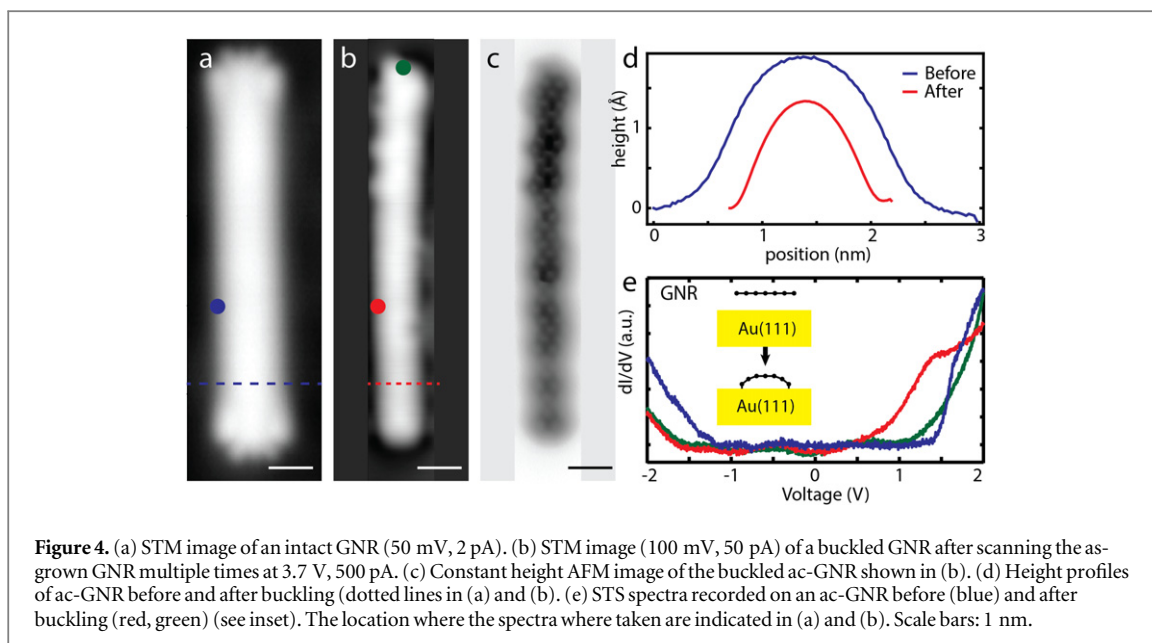 a
b
c
d
Before
After
height (Å)
1
0
0
1
2
3
position (nm)
e
GNR
Au(111)
Au(111)
dI/dV (a.u.)
-2
-1
0
1
2
Voltage (V)
Figure 4. (a) STM image of an intact GNR (50 mV, 2 pA). (b) STM image (100 mV, 50 pA) of a buckled GNR after scanning the as-
grown GNR multiple times at 3.7 V, 500 pA. (c) Constant height AFM image of the buckled ac-GNR shown in (b). (d) Height profiles
of ac-GNR before and after buckling (dotted lines in (a) and (b). (e) STS spectra recorded on an ac-GNR before (blue) and after
buckling (red, green) (see inset). The location where the spectra where taken are indicated in (a) and (b). Scale bars: 1 nm.